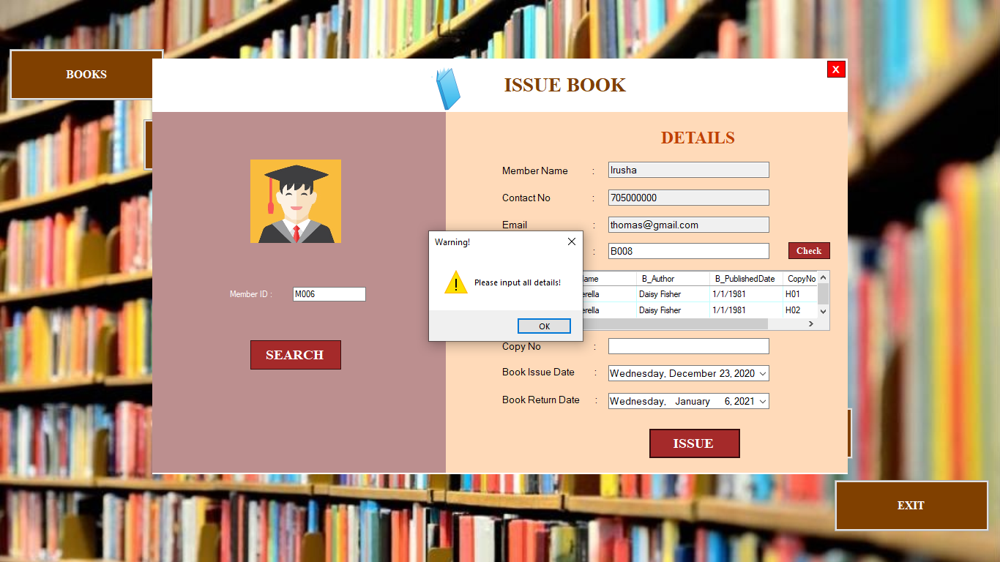 BOOKS
ISSUE BOOK
X
DETAILS
Member Name : Irusha
Contact No : 705000000
Email : thomas@gmail.com
: B008 Check
Warning!
Please input all details!
OK
B_Author B_PublishedDate CopyNo
Daisy Fisher 1/1/1981 H01
Daisy Fisher 1/1/1981 H02
Member ID : M006
SEARCH
Copy No :
Book Issue Date : Wednesday, December 23, 2020
Book Return Date : Wednesday, January 6, 2021
ISSUE
EXIT